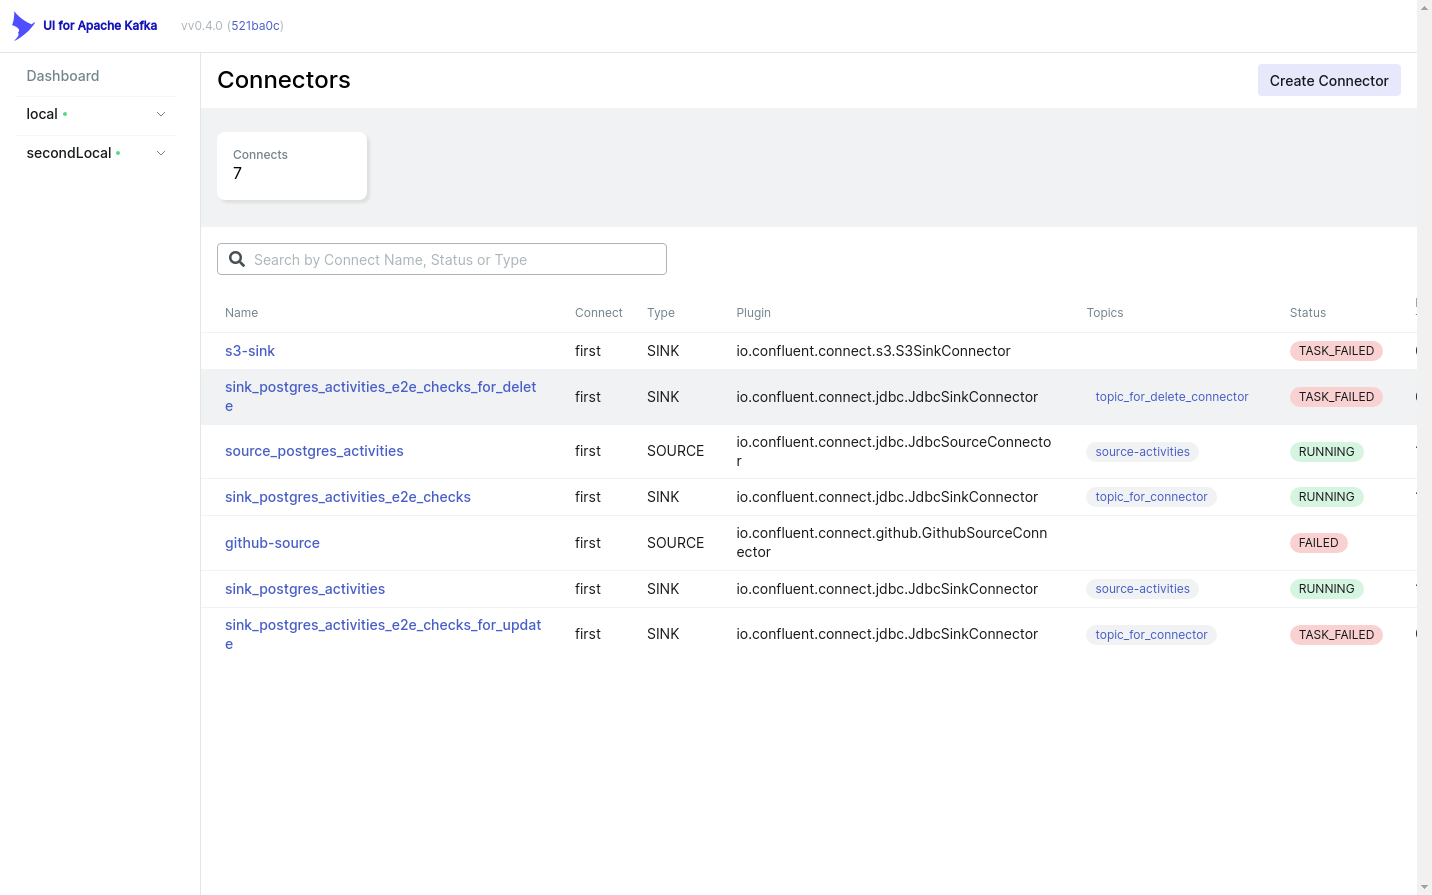 UI for Apache Kafka vv0.4.0 (521ba0c)
Dashboard
local
secondLocal
Connectors
Create Connector
Connects
7
Search by Connect Name, Status or Type
Name Connect Type Plugin Topics Status
s3-sink first SINK io.confluent.connect.s3.S3SinkConnector TASK_FAILED
sink_postgres_activities_e2e_checks_for_delet
e
first SINK io.confluent.connect.jdbc.JdbcSinkConnector topic_for_delete_connector TASK_FAILED
source_postgres_activities first SOURCE
io.confluent.connect.jdbc.JdbcSourceConnecto
r
source-activities RUNNING
sink_postgres_activities_e2e_checks first SINK io.confluent.connect.jdbc.JdbcSinkConnector topic_for_connector RUNNING
github-source first SOURCE
io.confluent.connect.github.GithubSourceConn
ector
FAILED
sink_postgres_activities first SINK io.confluent.connect.jdbc.JdbcSinkConnector source-activities RUNNING
sink_postgres_activities_e2e_checks_for_updat
e
first SINK io.confluent.connect.jdbc.JdbcSinkConnector topic_for_connector TASK_FAILED